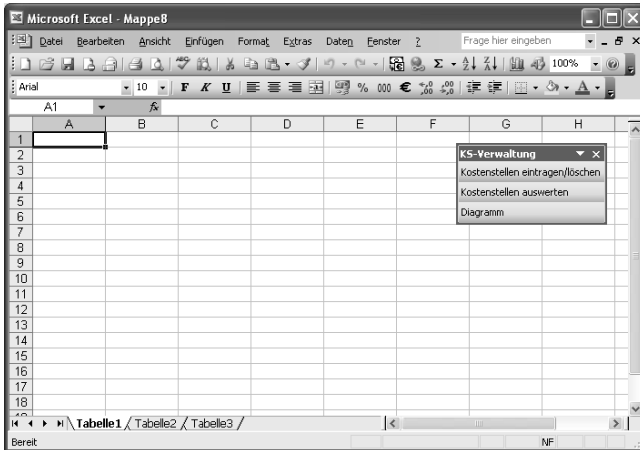 Microsoft Excel - Mappe8
Datei Bearbeiten Ansicht Einfügen Format Extras Daten Fenster ? Frage hier eingeben
100%
Arial 10 F K U % 000 €
A1 fx
A B C D E F G H
1
2
3
4
5
6
7
8
9
10
11
12
13
14
15
16
17
18
KS-Verwaltung
Kostenstellen eintragen/löschen
Kostenstellen auswerten
Diagramm
Tabelle1 Tabelle2 Tabelle3
Bereit NF